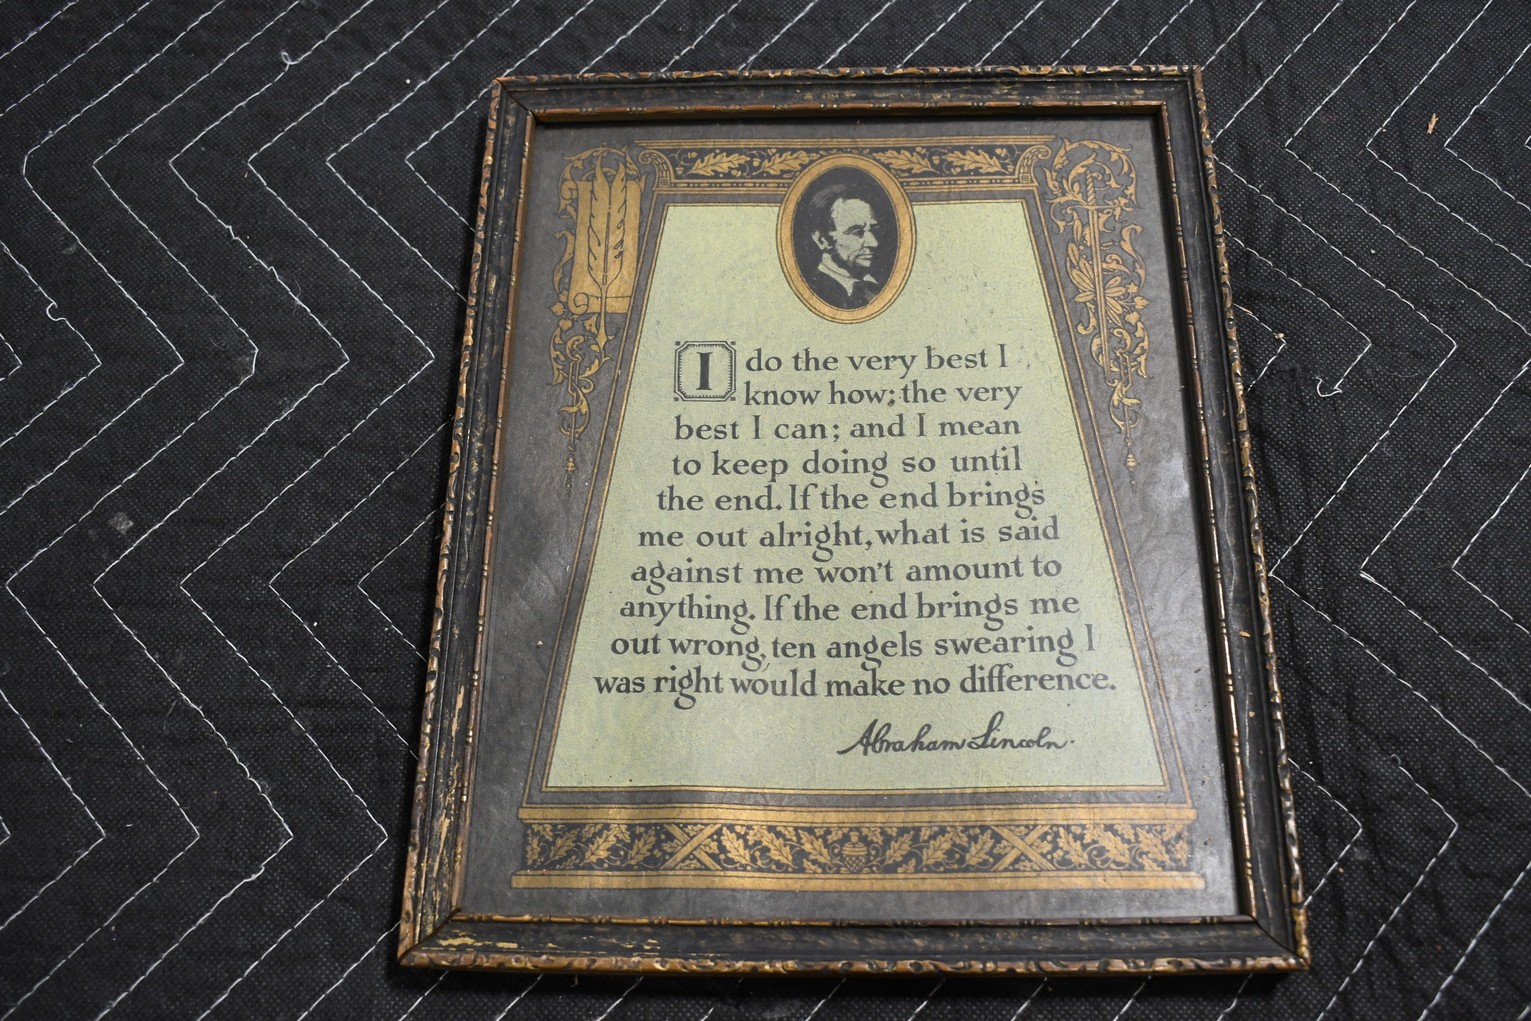 I do the very best I
know how; the very
best I can; and I mean
to keep doing so until
the end. If the end brings
me out alright, what is said
against me won't amount to
anything. If the end brings me
out wrong, ten angels swearing I
was right would make no difference.
Abraham Lincoln.